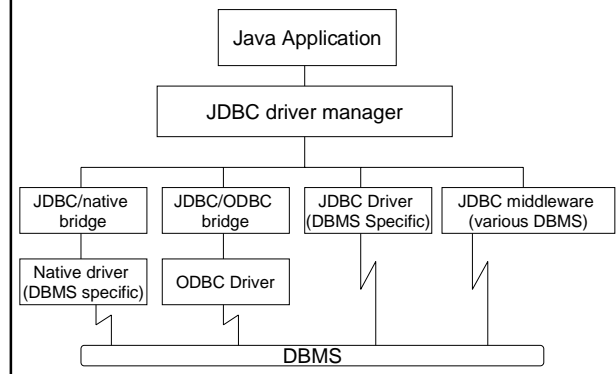 Java Application
JDBC driver manager
JDBC/native
bridge
JDBC/ODBC
bridge
JDBC Driver
(DBMS Specific)
JDBC middleware
(various DBMS)
Native driver
(DBMS specific)
ODBC Driver
DBMS